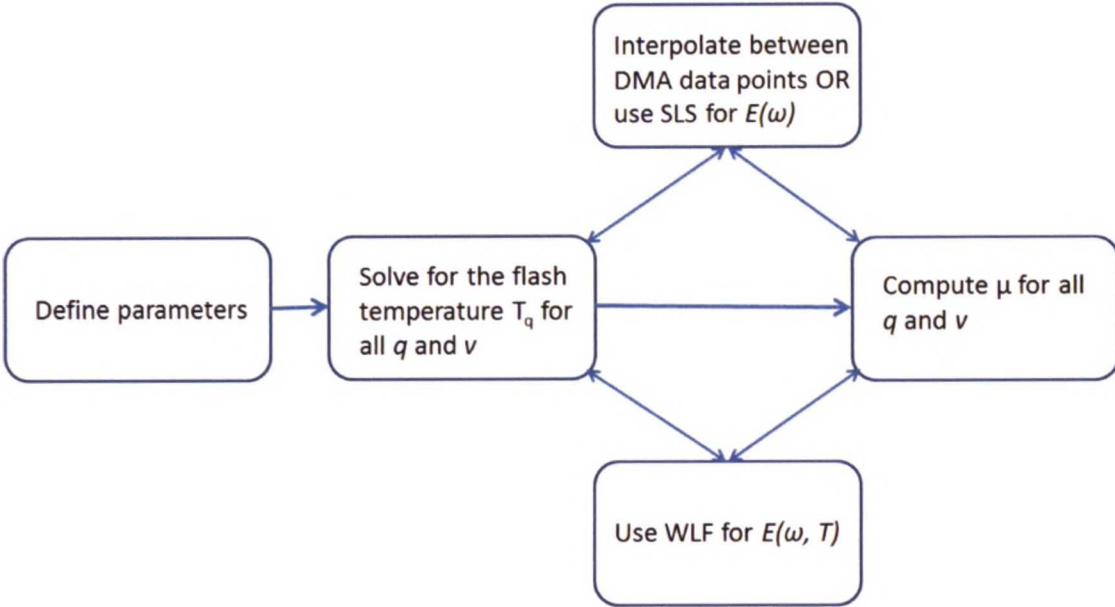 Interpolate between
DMA data points OR
use SLS for E(ω)
Define parameters
Solve for the flash
temperature Tq for
all q and v
Compute μ for all
q and v
Use WLF for E(ω, T)